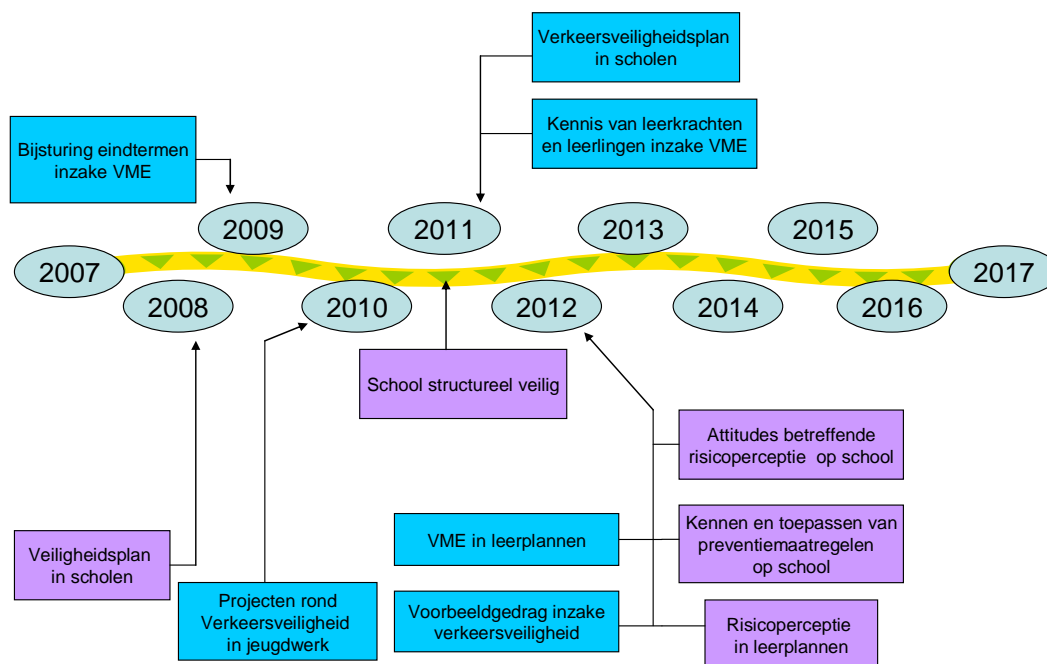 Verkeersveiligheidsplan
in scholen
Kennis van leerkrachten
en leerlingen inzake VME
Bijsturing eindtermen
inzake VME
2009
2011
2013
2015
2007
2017
2008
2010
2012
2014
2016
School structureel veilig
Attitudes betreffende
risicoperceptie op school
VME in leerplannen
Kennen en toepassen van
preventiemaatregelen
op school
Veiligheidsplan
in scholen
Projecten rond
Verkeersveiligheid
in jeugdwerk
Voorbeeldgedrag inzake
verkeersveiligheid
Risicoperceptie
in leerplannen